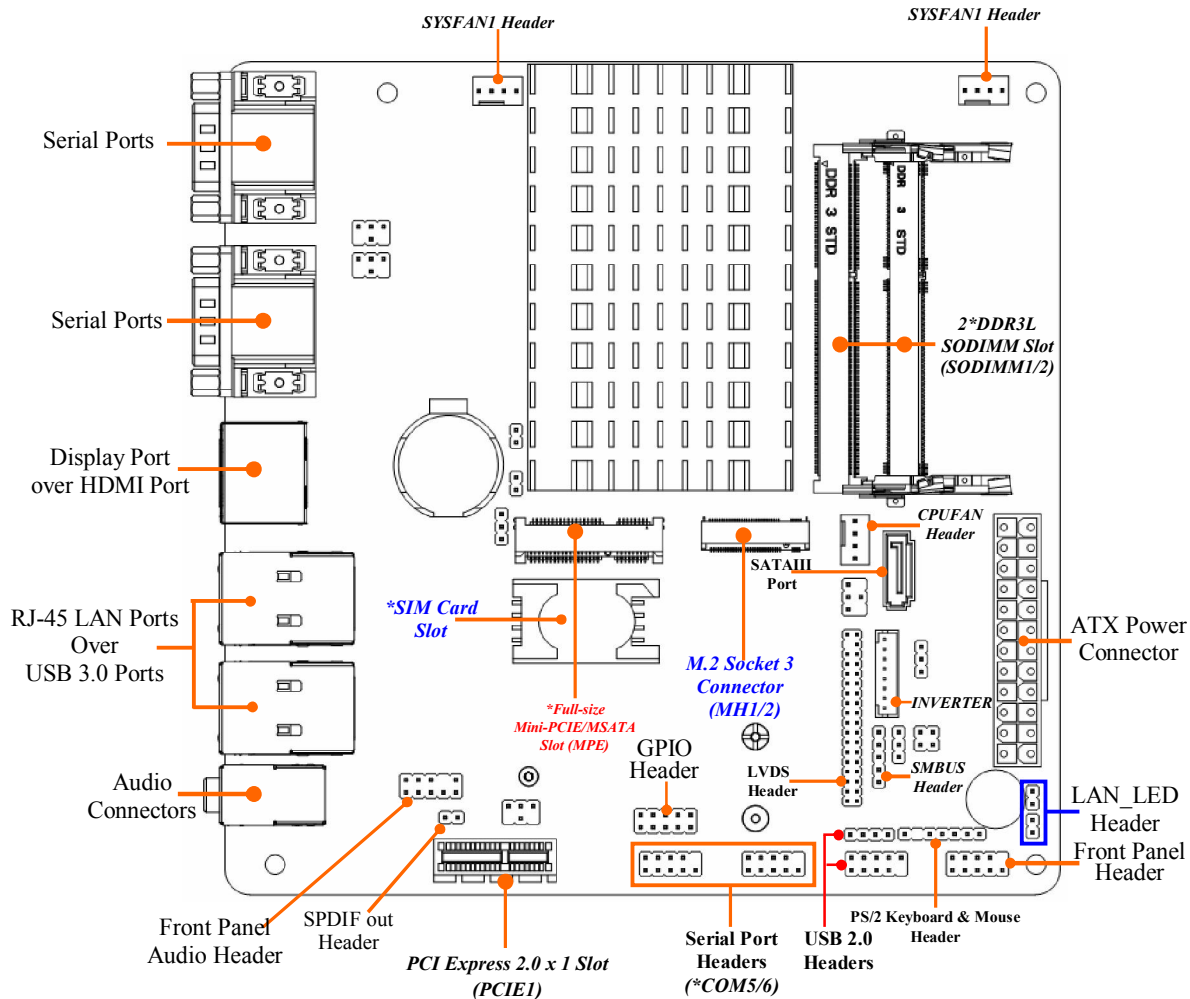 SYSFAN1 Header
SYSFAN1 Header
Serial Ports
DDR 3 STD
DDR 3 STD
Serial Ports
2*DDR3L
SODIMM Slot
(SODIMM1/2)
Display Port
over HDMI Port
CPUFAN
Header
SATAIII
Port
*SIM Card
Slot
RJ-45 LAN Ports
Over
USB 3.0 Ports
ATX Power
Connector
M.2 Socket 3
Connector
(MH1/2)
INVERTER
*Full-size
Mini-PCIE/MSATA
Slot (MPE)
GPIO
Header
LVDS
Header
SMBUS
Header
Audio
Connectors
LAN_LED
Header
Front Panel
Header
Front Panel
Audio Header
SPDIF out
Header
PCI Express 2.0 x 1 Slot
(PCIE1)
Serial Port
Headers
(*COM5/6)
USB 2.0
Headers
PS/2 Keyboard & Mouse
Header